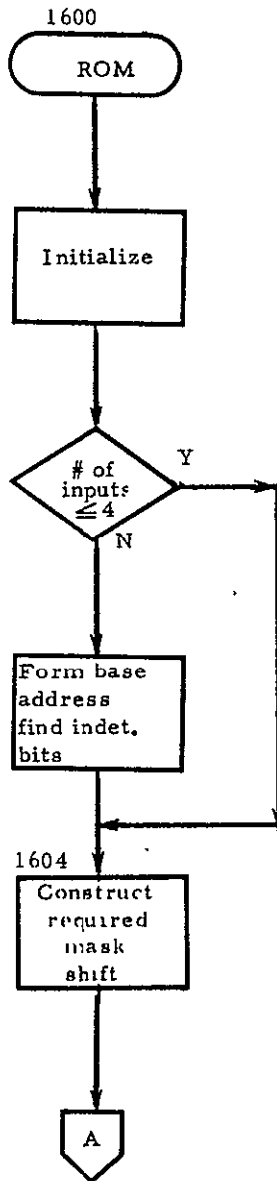 1600
ROM
Initialize
# of
inputs
≦ 4
Y
N
Form base
address
find indet.
bits
1604
Construct
required
mask
shift
A